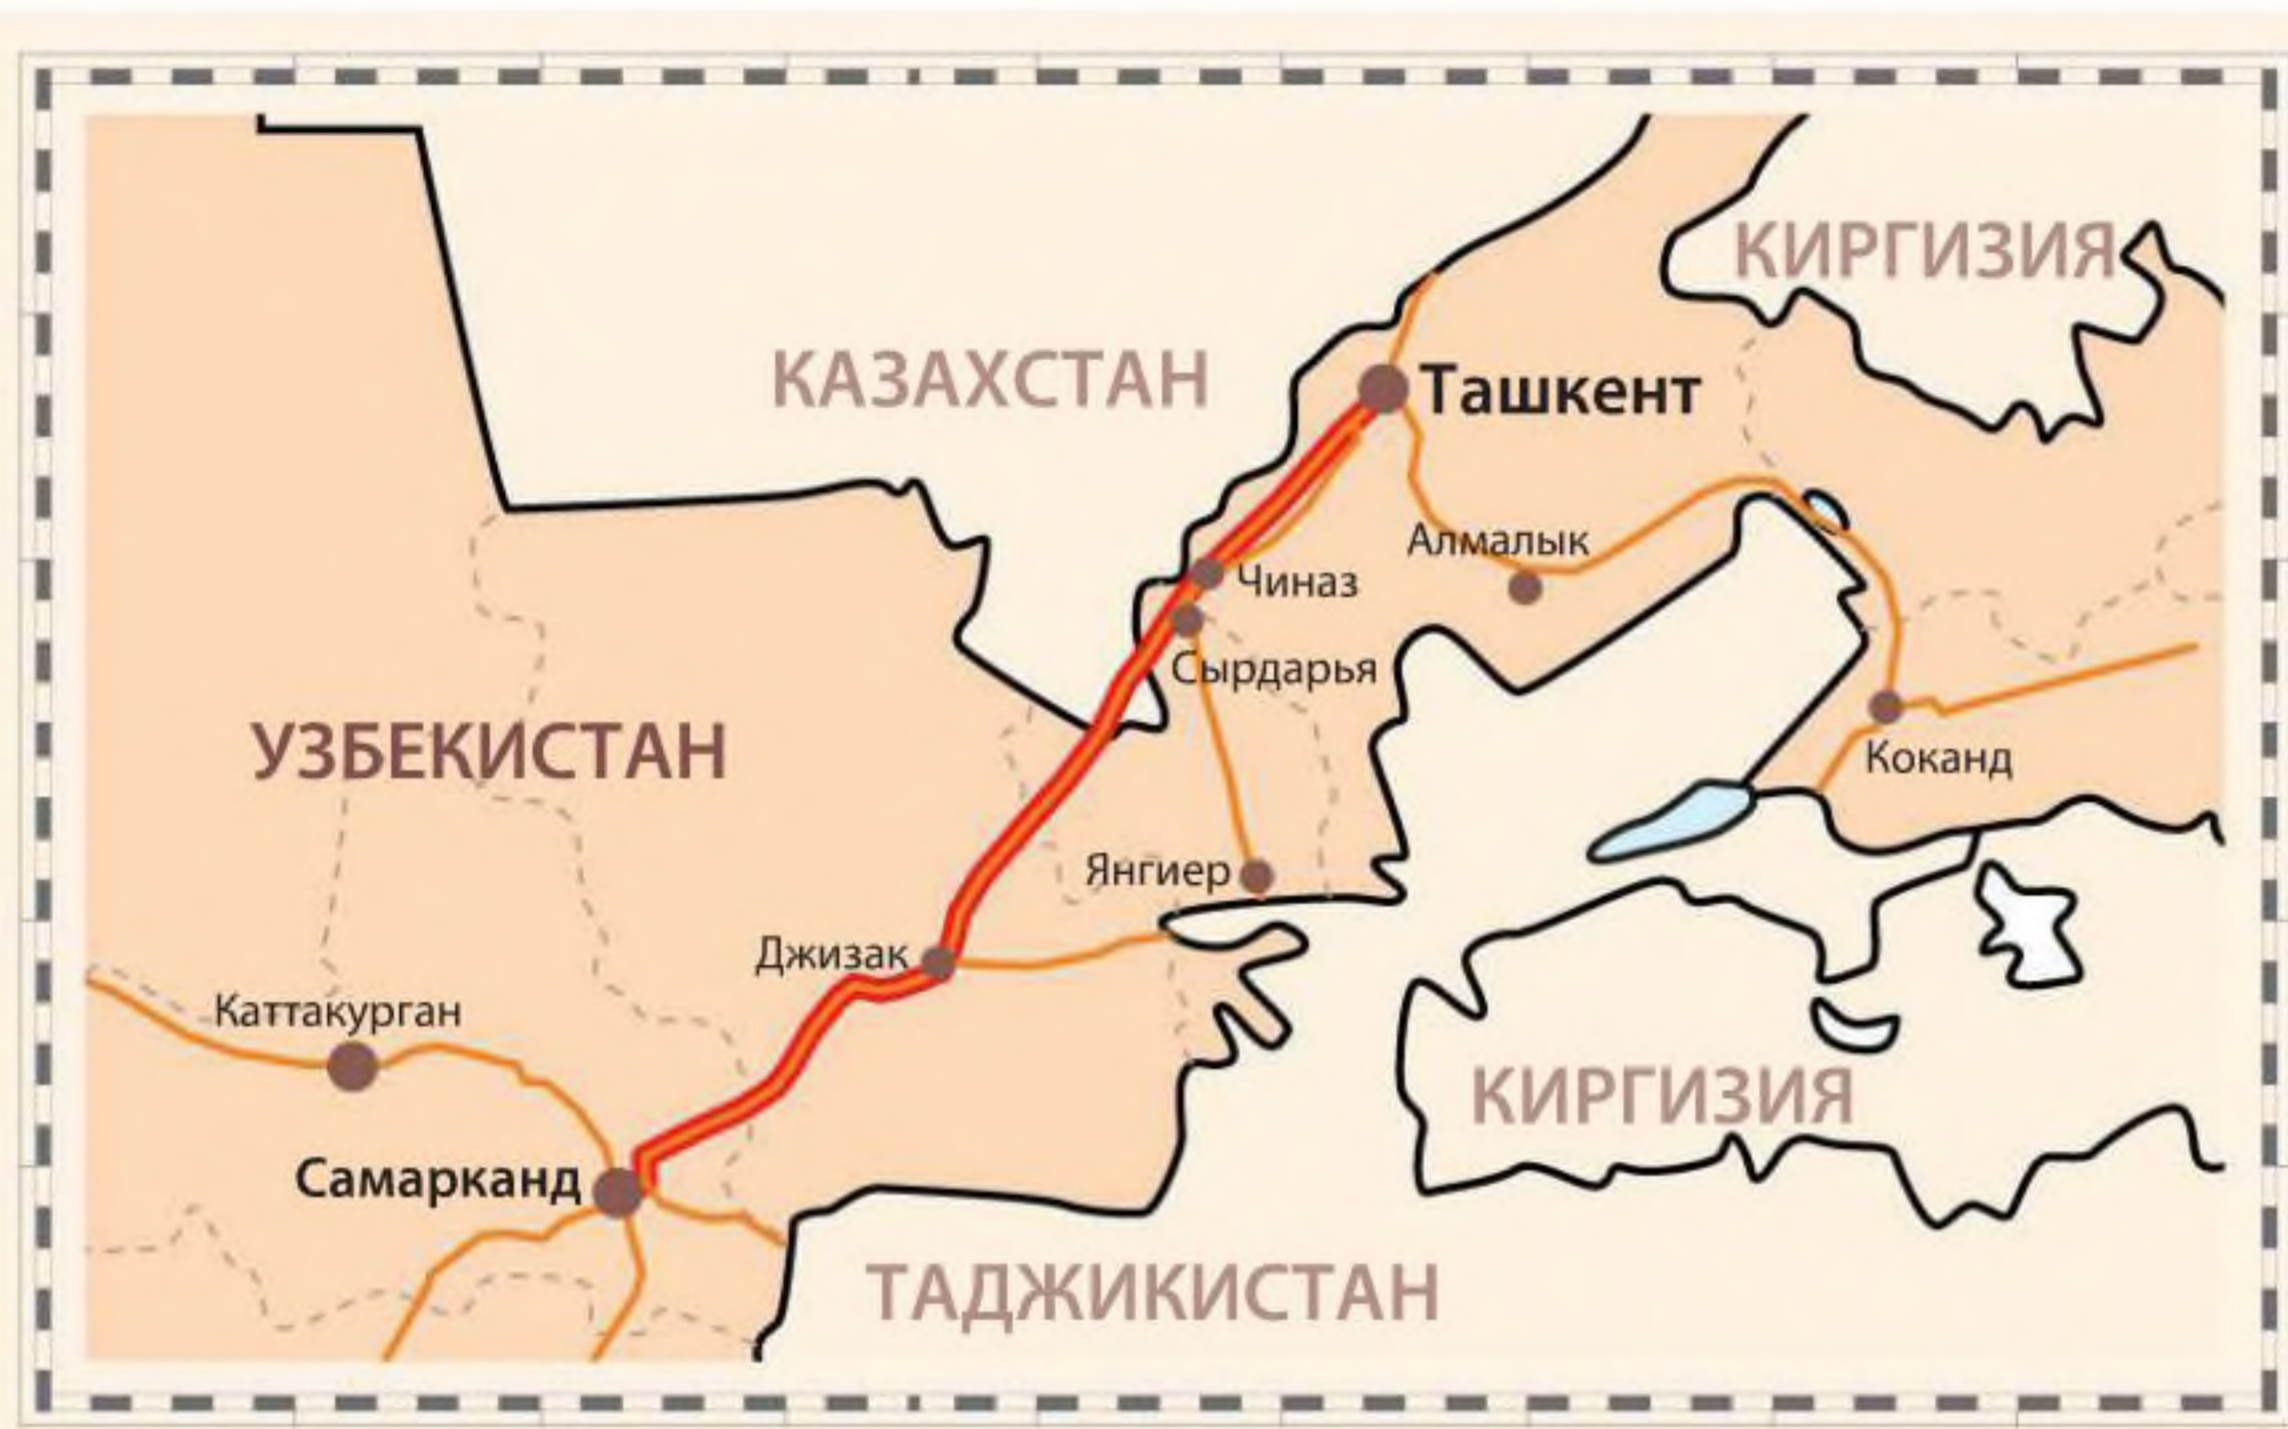 КИРГИЗИЯ
КАЗАХСТАН
Ташкент
Алмалык
Чиназ
Сырдарья
УЗБЕКИСТАН
Коканд
Янгиер
Джизак
Каттакурган
КИРГИЗИЯ
Самарканд
ТАДЖИКИСТАН